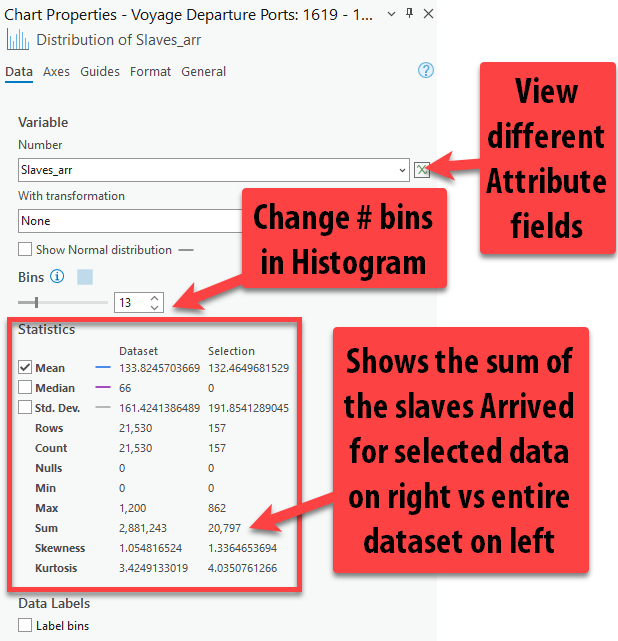 Chart Properties - Voyage Departure Ports: 1619 - 1...
Distribution of Slaves_arr
Data Axes Guides Format General
Variable
Number
Slaves_arr
With transformation
None
Show Normal distribution
Bins
13
Statistics
Dataset Selection
Mean 133.8245703669 132.4649681529
Median 66 0
Std. Dev. 161.4241386489 191.8541289045
Rows 21,530 157
Count 21,530 157
Nulls 0 0
Min 0 0
Max 1,200 862
Sum 2,881,243 20,797
Skewness 1.054816524 1.3364653694
Kurtosis 3.4249133019 4.0350761266
Data Labels
Label bins
View
different
Attribute
fields
Change # bins
in Histogram
Shows the sum of
the slaves Arrived
for selected data
on right vs entire
dataset on left